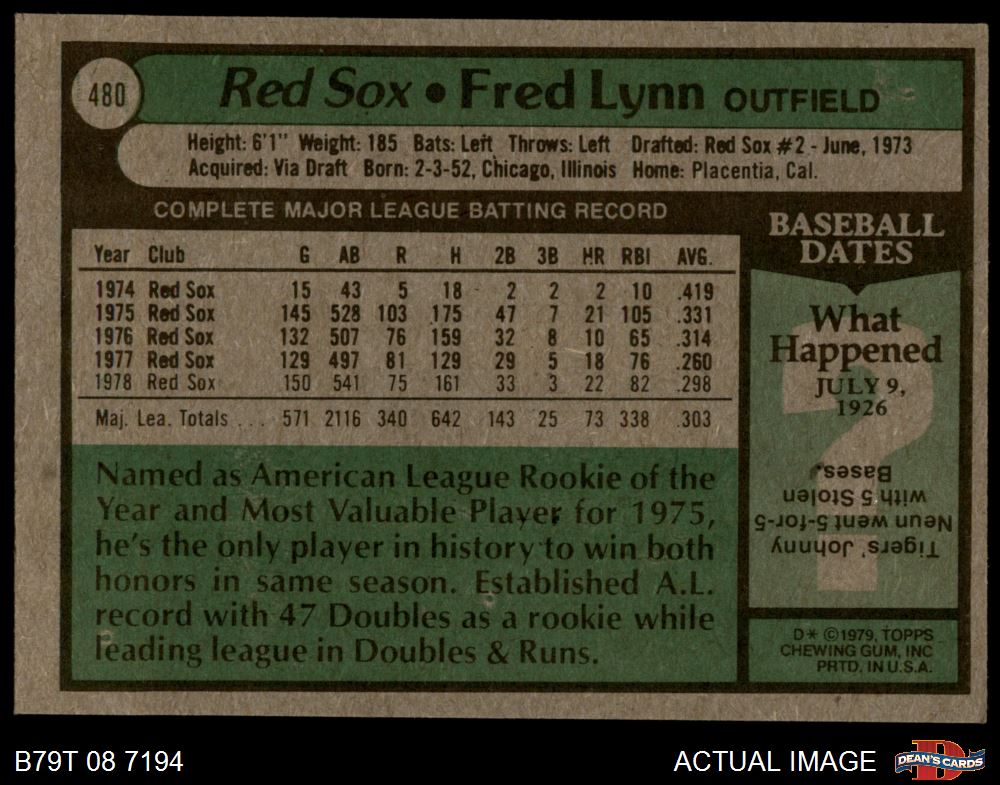 480
Red Sox • Fred Lynn OUTFIELD
Height: 6'1" Weight: 185 Bats: Left Throws: Left Drafted: Red Sox #2 - June, 1973
Acquired: Via Draft Born: 2-3-52, Chicago, Illinois Home: Placentia, Cal.
COMPLETE MAJOR LEAGUE BATTING RECORD
Year Club G AB R H 2B 3B HR RBI AVG.
1974 Red Sox 15 43 5 18 2 2 2 10 .419
1975 Red Sox 145 528 103 175 47 7 21 105 .331
1976 Red Sox 132 507 76 159 32 8 10 65 .314
1977 Red Sox 129 497 81 129 29 5 18 76 .260
1978 Red Sox 150 541 75 161 33 3 22 82 .298
Maj. Lea. Totals ... 571 2116 340 642 143 25 73 338 .303
Named as American League Rookie of the
Year and Most Valuable Player for 1975,
he's the only player in history to win both
honors in same season. Established A.L.
record with 47 Doubles as a rookie while
leading league in Doubles & Runs.
BASEBALL
DATES
What
Happened
JULY 9,
1926
?
Tigers' Johnny
Neun went 5-for-5
with 5 Stolen
Bases.
D* ©1979, TOPPS
CHEWING GUM, INC
PRTD. IN U.S.A.
B79T 08 7194
ACTUAL IMAGE
D
DEAN'S CARDS